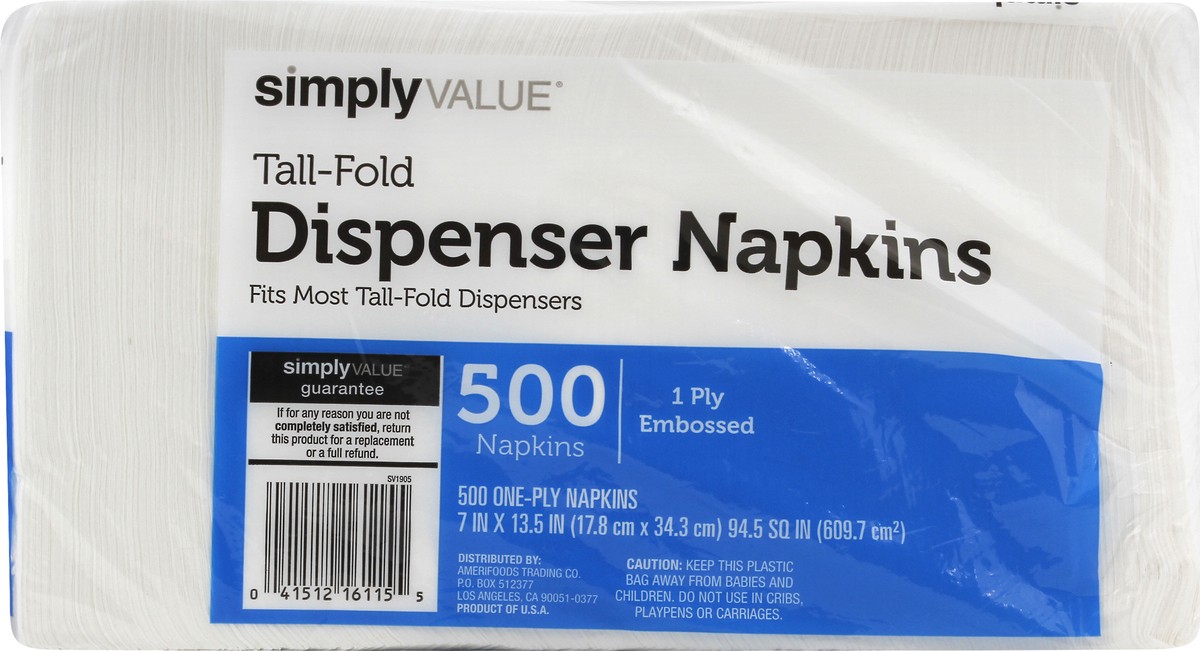 simply VALUE®
Tall-Fold
Dispenser Napkins
Fits Most Tall-Fold Dispensers
simply VALUE™
guarantee
If for any reason you are not
completely satisfied, return
this product for a replacement
or a full refund.
SV1905
0 41512 16115 5
500
Napkins
1 Ply
Embossed
500 ONE-PLY NAPKINS
7 IN X 13.5 IN (17.8 cm x 34.3 cm) 94.5 SQ IN (609.7 cm²)
DISTRIBUTED BY:
AMERIFOODS TRADING CO.
P.O. BOX 512377
LOS ANGELES, CA 90051-0377
PRODUCT OF U.S.A.
CAUTION: KEEP THIS PLASTIC
BAG AWAY FROM BABIES AND
CHILDREN. DO NOT USE IN CRIBS,
PLAYPENS OR CARRIAGES.